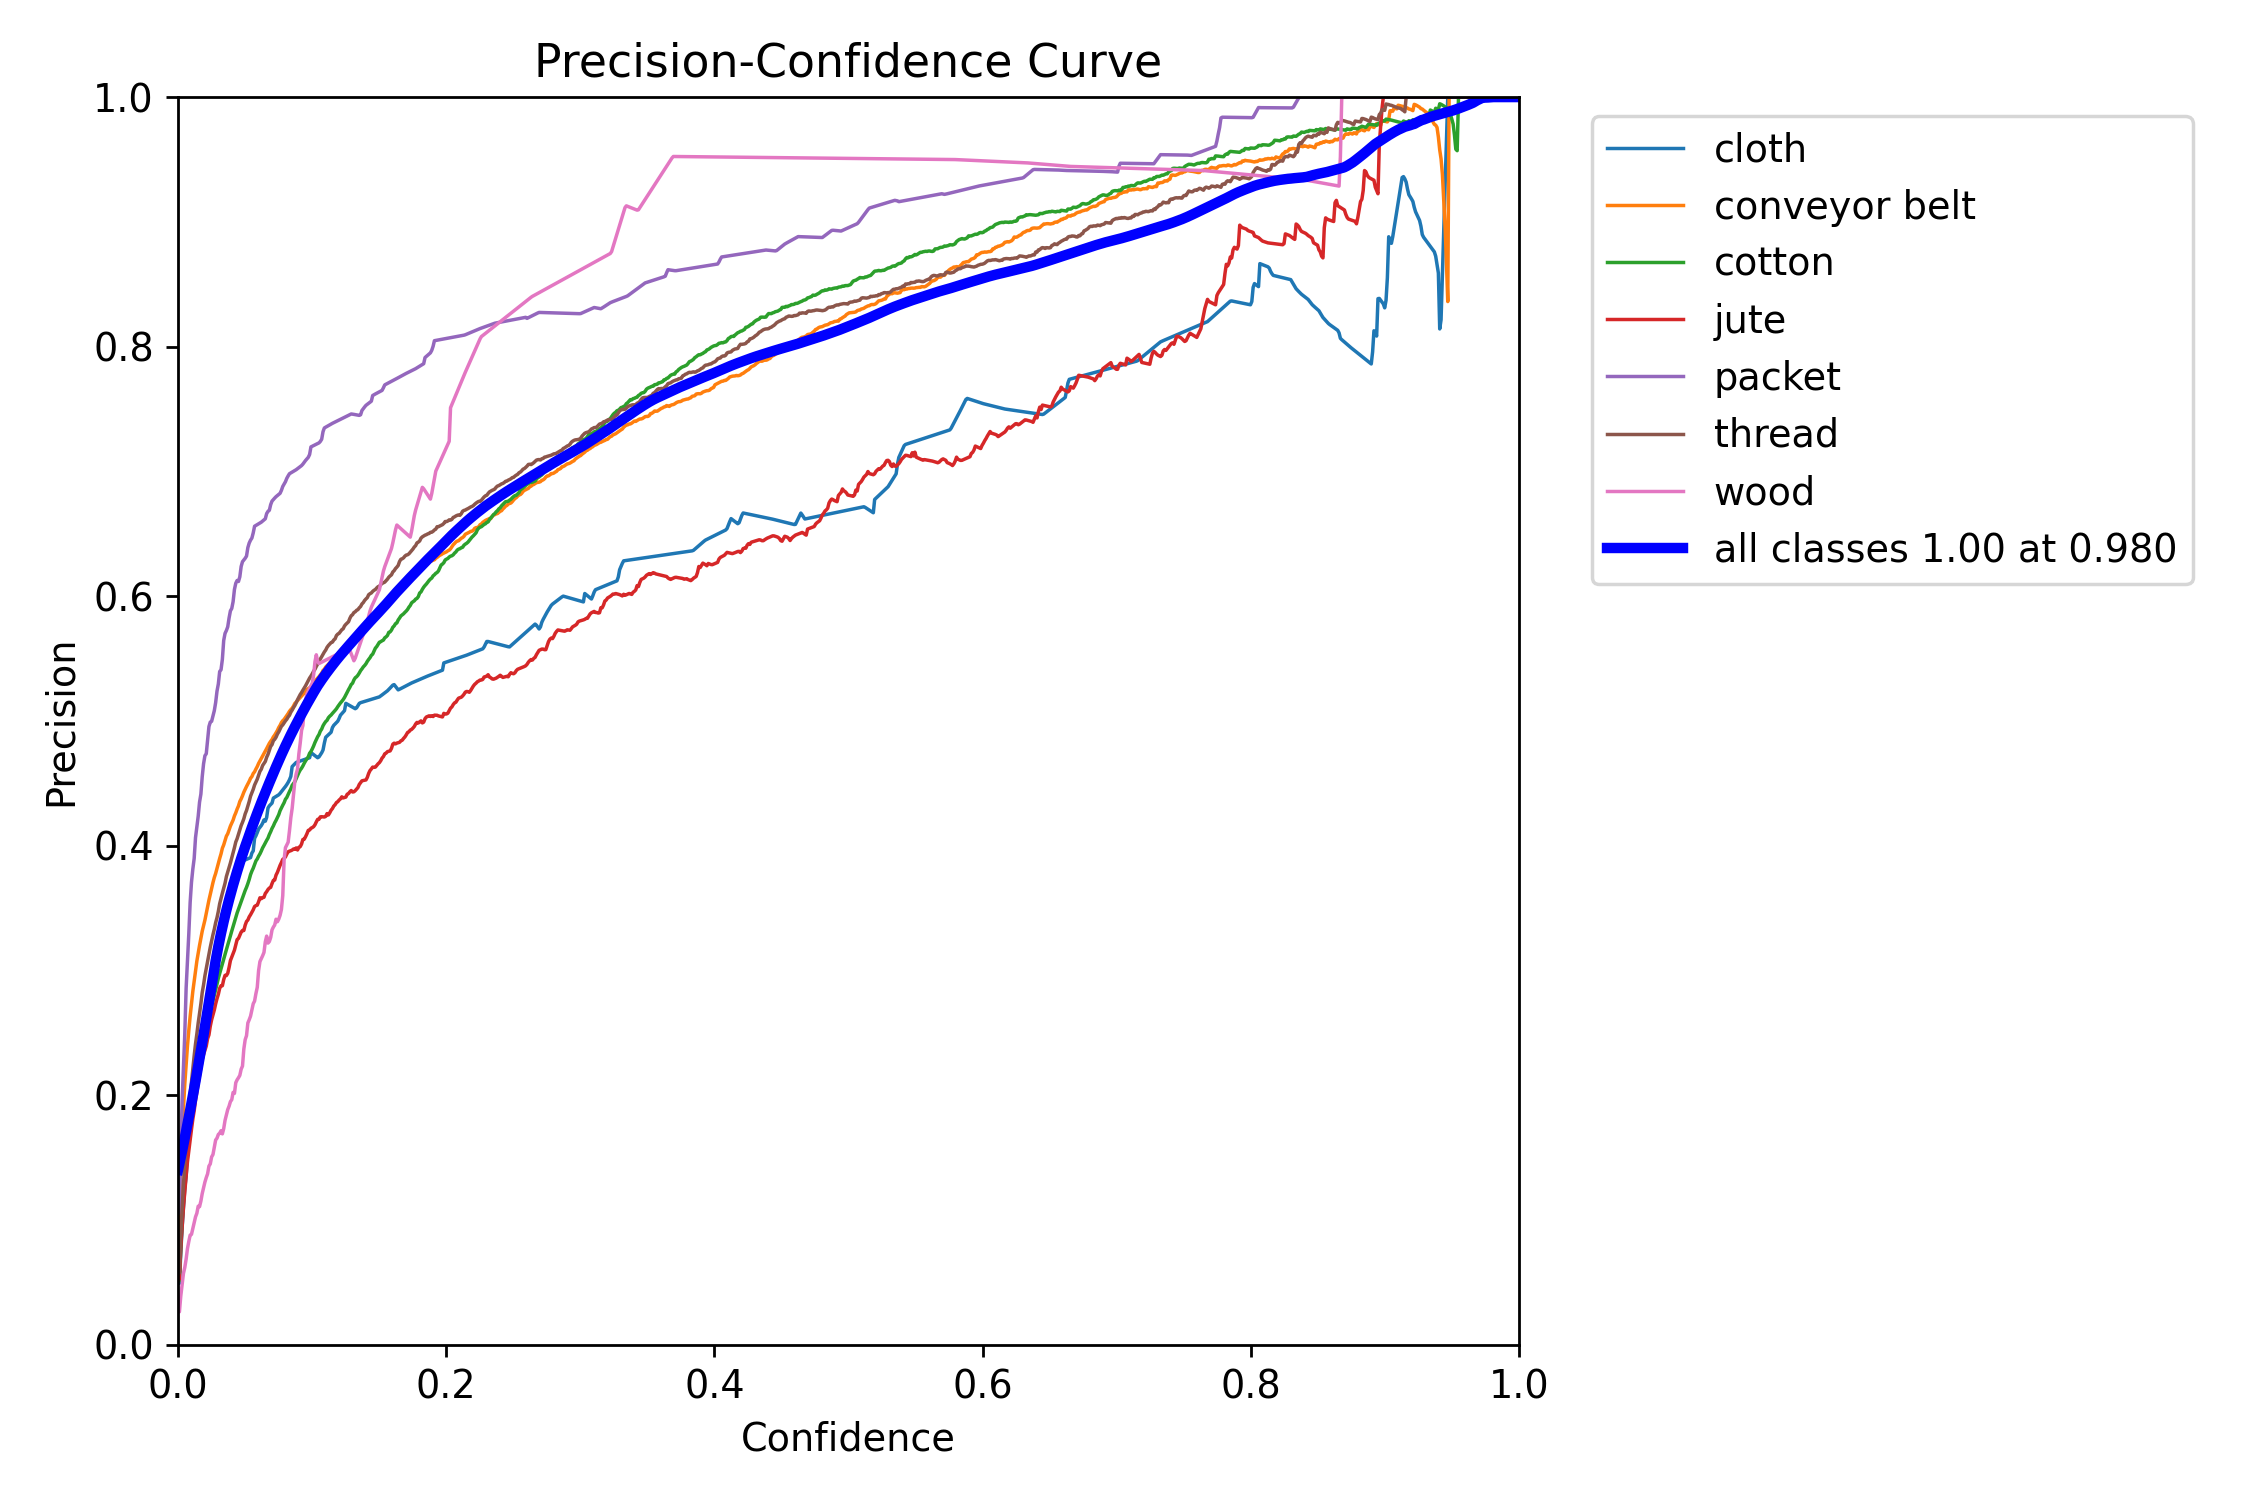 Precision-Confidence Curve
1.0
0.8
0.6
0.4
0.2
0.0
Precision
0.0 0.2 0.4 0.6 0.8 1.0
Confidence
cloth
conveyor belt
cotton
jute
packet
thread
wood
all classes 1.00 at 0.980